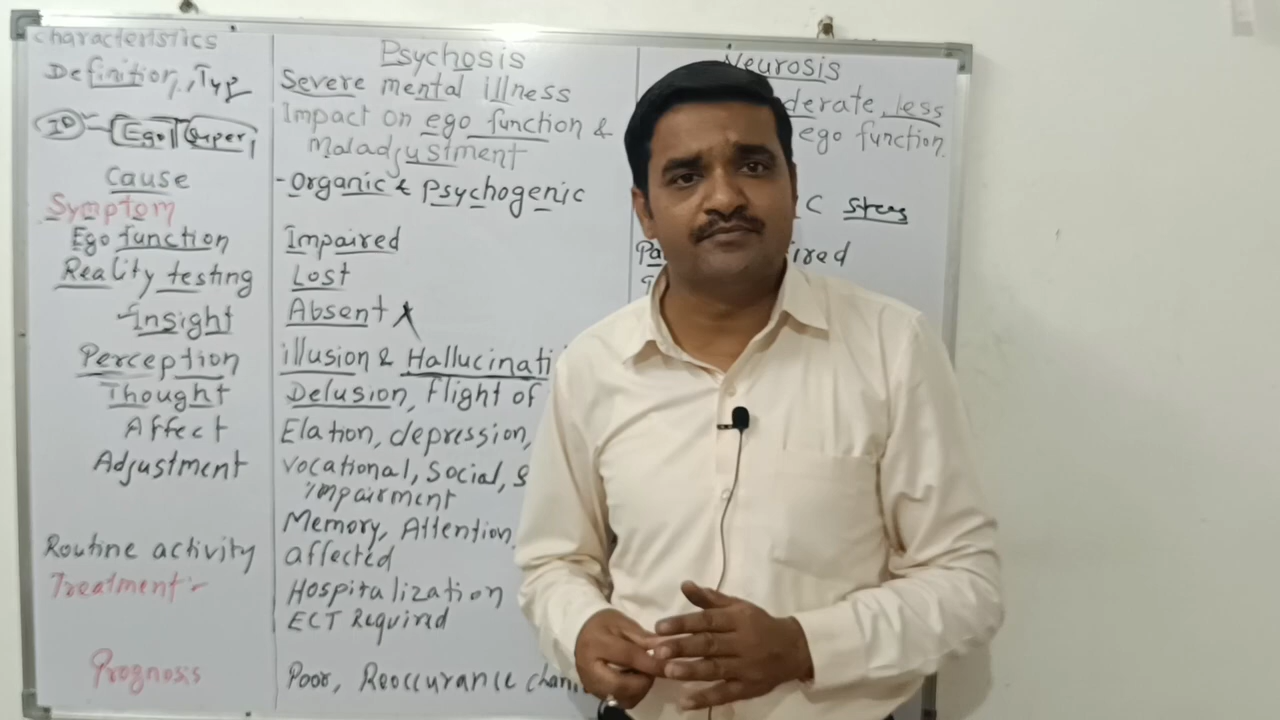 characteristics
Psychosis
Neurosis
Definition, Typ
Severe mental illness
derate, less
ID Ego Super
Impact on ego function &
ego function.
Maladjustment
Cause
- Organic & Psychogenic
C Stress
Symptom
Ego function
Impaired
Pa ired
Reality testing
Lost
Insight
Absent X
Perception
illusion & Hallucinati
Thought
Delusion, Flight of
Affect
Elation, depression,
Adjustment
Vocational, Social, S
impairment
Memory, Attention
Routine activity
affected
Treatment:-
Hospitalization
ECT Required
Prognosis
Poor, Reoccurance chan